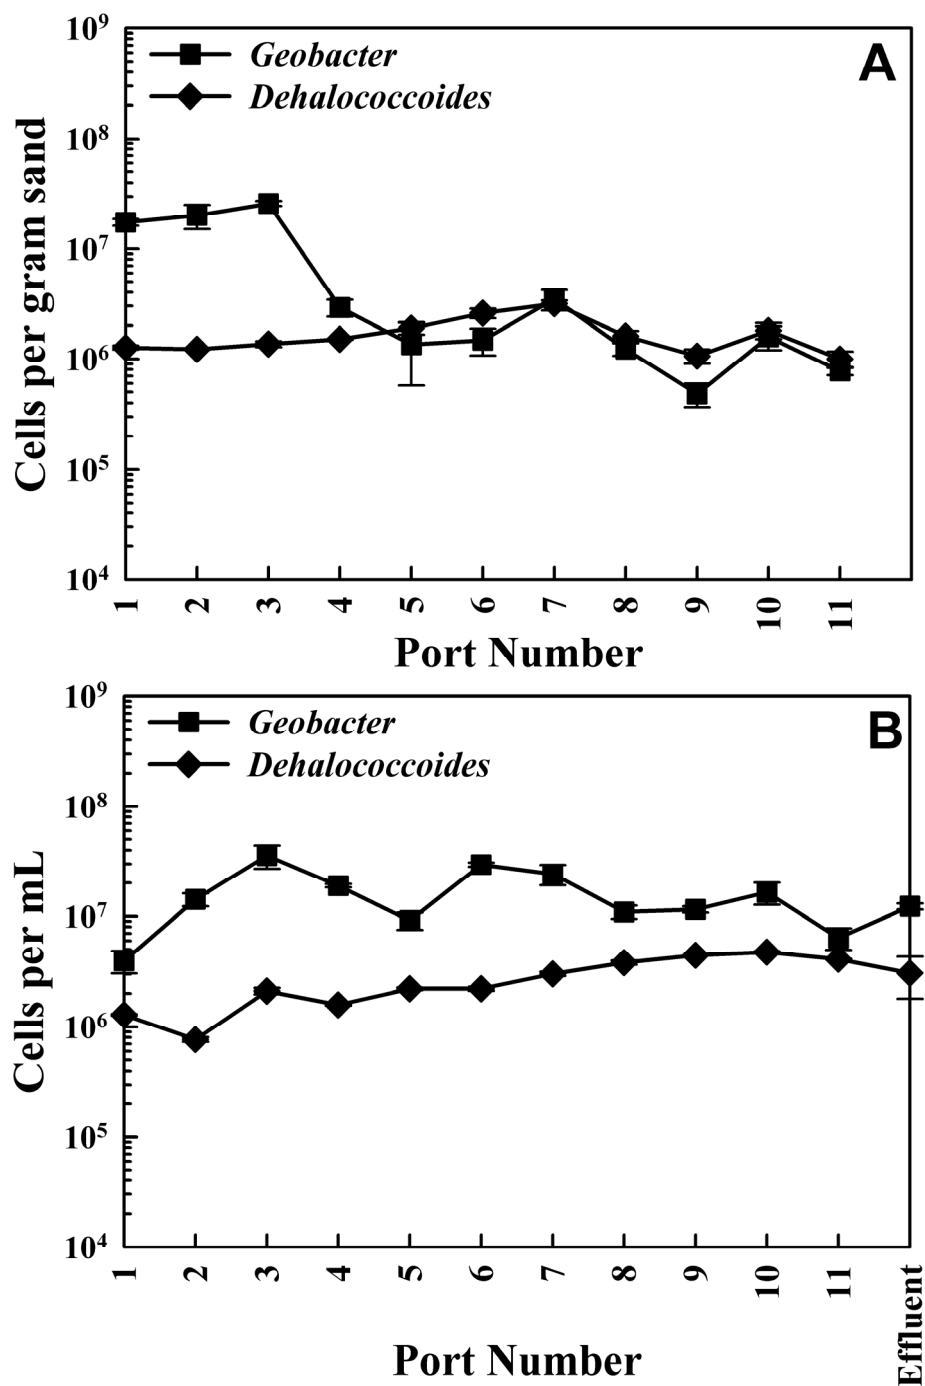 A
Geobacter
Dehalococcoides
Cells per gram sand
10⁹
10⁸
10⁷
10⁶
10⁵
10⁴
1 2 3 4 5 6 7 8 9 10 11
Port Number
B
Geobacter
Dehalococcoides
Cells per mL
10⁹
10⁸
10⁷
10⁶
10⁵
10⁴
1 2 3 4 5 6 7 8 9 10 11 Effluent
Port Number